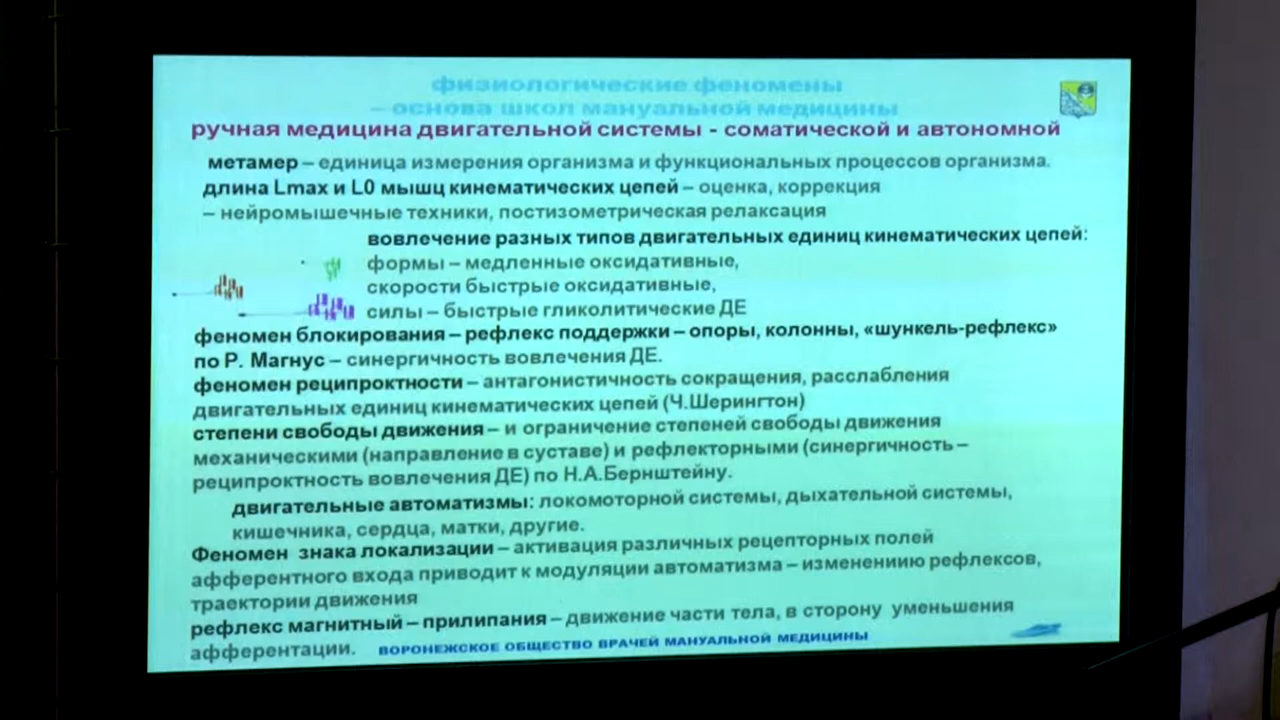 физиологические феномены
– основа школ мануальной медицины
ручная медицина двигательной системы - соматической и автономной
метамер – единица измерения организма и функциональных процессов организма.
длина Lmax и L0 мышц кинематических цепей – оценка, коррекция
– нейромышечные техники, постизометрическая релаксация
вовлечение разных типов двигательных единиц кинематических цепей:
формы – медленные оксидативные,
скорости быстрые оксидативные,
силы – быстрые гликолитические ДЕ
феномен блокирования – рефлекс поддержки – опоры, колонны, «шункель-рефлекс»
по Р. Магнус – синергичность вовлечения ДЕ.
феномен реципроктности – антагонистичность сокращения, расслабления
двигательных единиц кинематических цепей (Ч.Шерингтон)
степени свободы движения – и ограничение степеней свободы движения
механическими (направление в суставе) и рефлекторными (синергичность –
реципроктность вовлечения ДЕ) по Н.А.Бернштейну.
двигательные автоматизмы: локомоторной системы, дыхательной системы,
кишечника, сердца, матки, другие.
Феномен знака локализации – активация различных рецепторных полей
афферентного входа приводит к модуляции автоматизма – изменениию рефлексов,
траектории движения
рефлекс магнитный – прилипания – движение части тела, в сторону уменьшения
афферентации.
ВОРОНЕЖСКОЕ ОБЩЕСТВО ВРАЧЕЙ МАНУАЛЬНОЙ МЕДИЦИНЫ